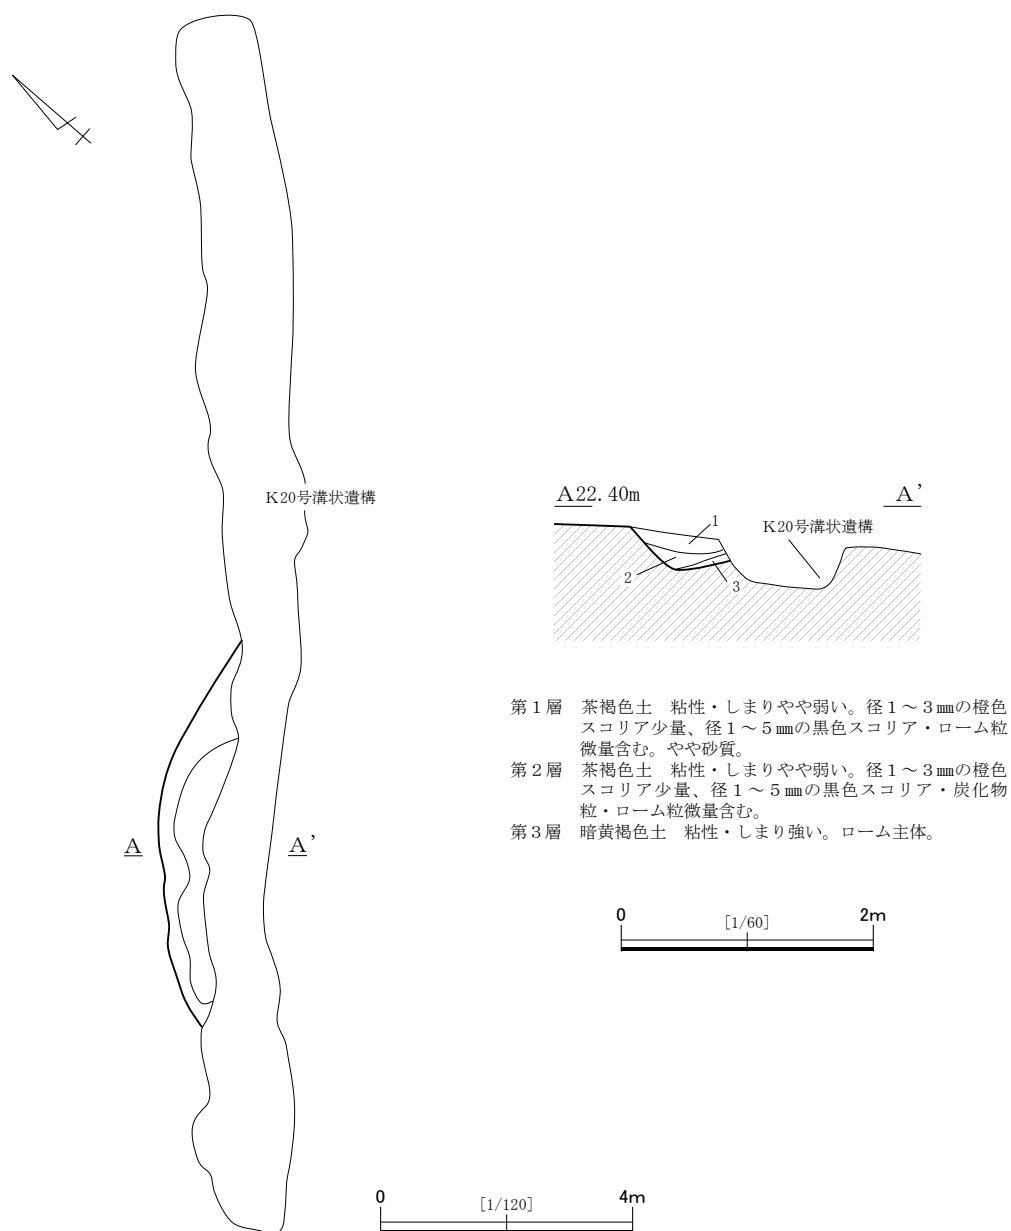 K20号溝状遺構
A
A'
A22.40m
A'
1
K20号溝状遺構
2
3
第1層　茶褐色土　粘性・しまりやや弱い。径1～3㎜の橙色
スコリア少量、径1～5㎜の黒色スコリア・ローム粒
微量含む。やや砂質。
第2層　茶褐色土　粘性・しまりやや弱い。径1～3㎜の橙色
スコリア少量、径1～5㎜の黒色スコリア・炭化物
粒・ローム粒微量含む。
第3層　暗黄褐色土　粘性・しまり強い。ローム主体。
0 [1/60] 2m
0 [1/120] 4m